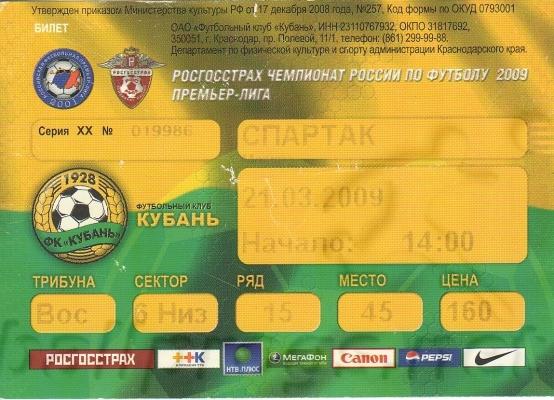 Утвержден приказом Министерства культуры РФ от 17 декабря 2008 года, №257, Код формы по ОКУД 0793001
БИЛЕТ
ОАО «Футбольный клуб «Кубань», ИНН 23110767932, ОКПО 31817692,
350051, г. Краснодар, пр. Полевой, 11/1, телефон: (861) 299-99-88.
Департамент по физической культуре и спорту администрации Краснодарского края.
2001
РОСГОССТРАХ
РОСГОССТРАХ ЧЕМПИОНАТ РОССИИ ПО ФУТБОЛУ 2009
ПРЕМЬЕР-ЛИГА
Серия XX № 019986
СПАРТАК
1928
ФК «КУБАНЬ»
ФУТБОЛЬНЫЙ КЛУБ
КУБАНЬ
21.03.2009
Начало: 14:00
ТРИБУНА СЕКТОР РЯД МЕСТО ЦЕНА
Вос 6 Низ 15 45 160
РОСГОССТРАХ
ТТК
НТВ ПЛЮС
МЕГАФОН
Canon
PEPSI